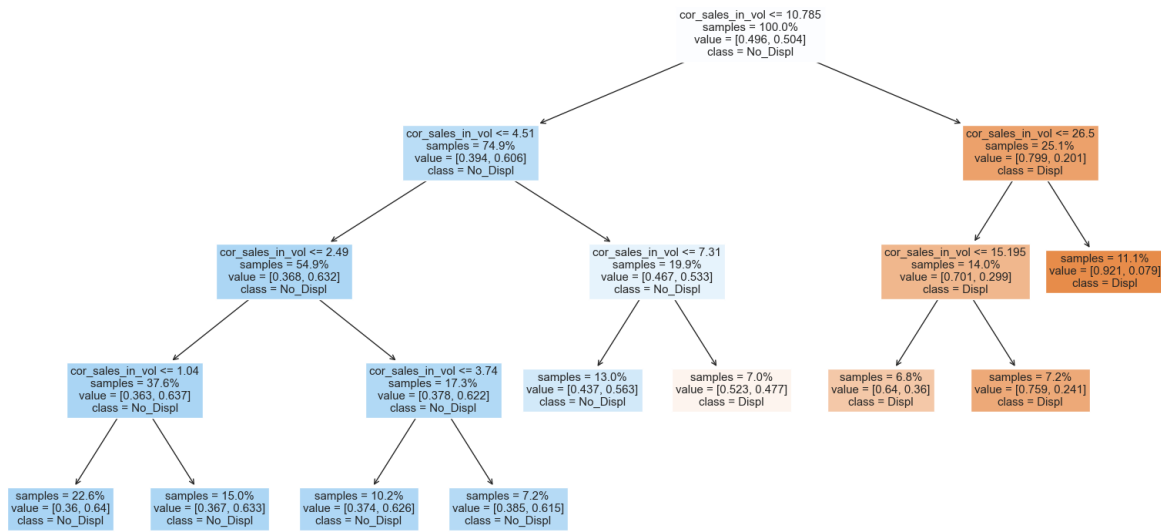 cor_sales_in_vol <= 10.785
samples = 100.0%
value = [0.496, 0.504]
class = No_Displ
cor_sales_in_vol <= 4.51
samples = 74.9%
value = [0.394, 0.606]
class = No_Displ
cor_sales_in_vol <= 26.5
samples = 25.1%
value = [0.799, 0.201]
class = Displ
cor_sales_in_vol <= 2.49
samples = 54.9%
value = [0.368, 0.632]
class = No_Displ
cor_sales_in_vol <= 7.31
samples = 19.9%
value = [0.467, 0.533]
class = No_Displ
cor_sales_in_vol <= 15.195
samples = 14.0%
value = [0.701, 0.299]
class = Displ
samples = 11.1%
value = [0.921, 0.079]
class = Displ
cor_sales_in_vol <= 1.04
samples = 37.6%
value = [0.363, 0.637]
class = No_Displ
cor_sales_in_vol <= 3.74
samples = 17.3%
value = [0.378, 0.622]
class = No_Displ
samples = 13.0%
value = [0.437, 0.563]
class = No_Displ
samples = 7.0%
value = [0.523, 0.477]
class = Displ
samples = 6.8%
value = [0.64, 0.36]
class = Displ
samples = 7.2%
value = [0.759, 0.241]
class = Displ
samples = 22.6%
value = [0.36, 0.64]
class = No_Displ
samples = 15.0%
value = [0.367, 0.633]
class = No_Displ
samples = 10.2%
value = [0.374, 0.626]
class = No_Displ
samples = 7.2%
value = [0.385, 0.615]
class = No_Displ